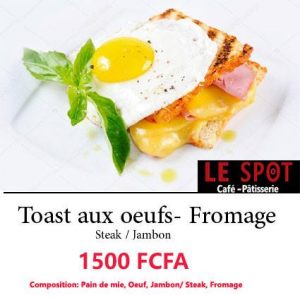 LE SPOT
Café -Pâtisserie
Toast aux oeufs- Fromage
Steak / Jambon
1500 FCFA
Composition: Pain de mie, Oeuf, Jambon/ Steak, Fromage